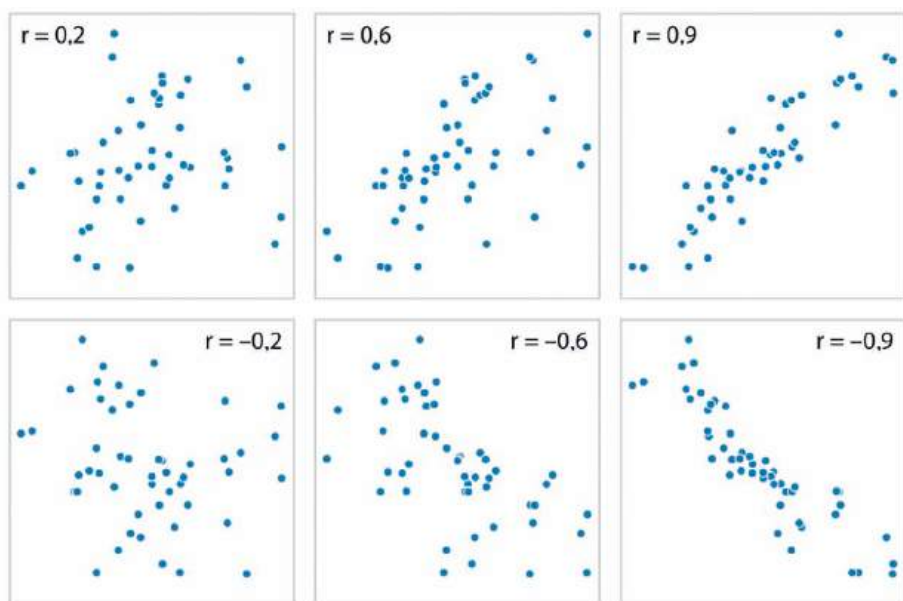 r = 0,2
r = 0,6
r = 0,9
r = –0,2
r = –0,6
r = –0,9